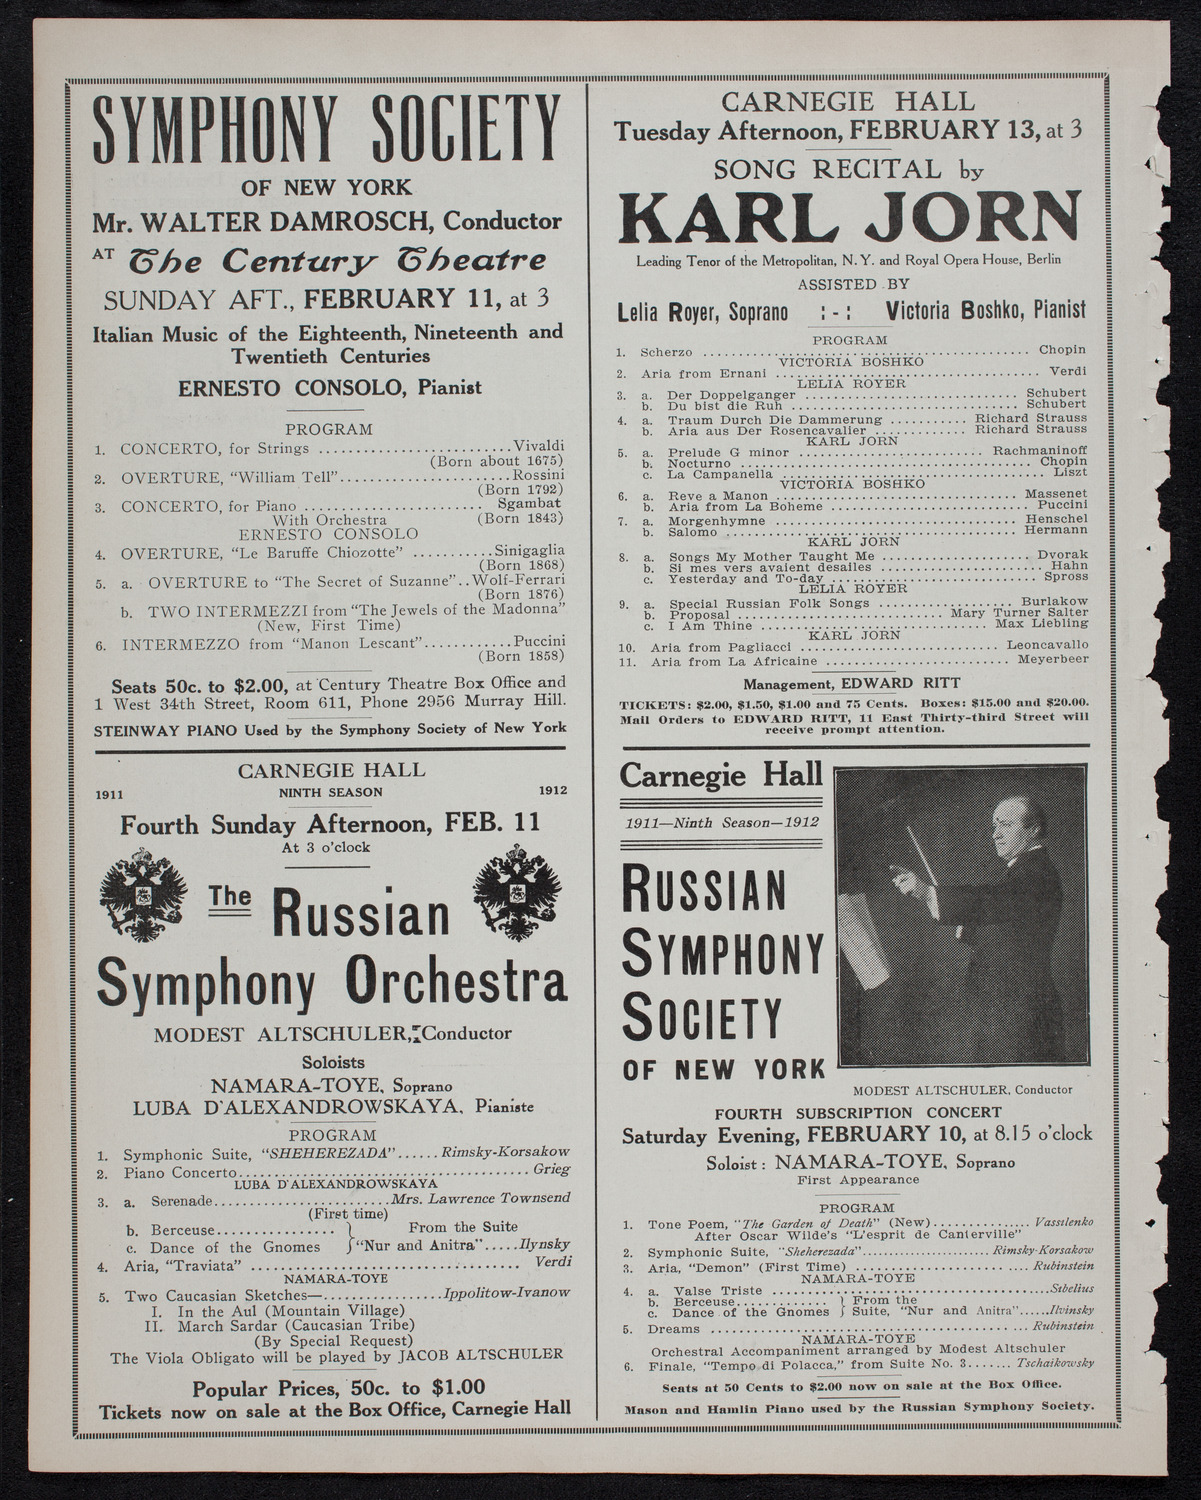 SYMPHONY SOCIETY
OF NEW YORK
Mr. WALTER DAMROSCH, Conductor
AT The Century Theatre
SUNDAY AFT., FEBRUARY 11, at 3
Italian Music of the Eighteenth, Nineteenth and
Twentieth Centuries
ERNESTO CONSOLO, Pianist
PROGRAM
1. CONCERTO, for Strings ........................Vivaldi
(Born about 1675)
2. OVERTURE, “William Tell”.....................Rossini
(Born 1792)
3. CONCERTO, for Piano ........................ Sgambat
With Orchestra (Born 1843)
ERNESTO CONSOLO
4. OVERTURE, “Le Baruffe Chiozotte” ..........Sinigaglia
(Born 1868)
5. a. OVERTURE to “The Secret of Suzanne”..Wolf-Ferrari
(Born 1876)
b. TWO INTERMEZZI from “The Jewels of the Madonna”
(New, First Time)
6. INTERMEZZO from “Manon Lescant”............Puccini
(Born 1858)
Seats 50c. to $2.00, at Century Theatre Box Office and
1 West 34th Street, Room 611, Phone 2956 Murray Hill.
STEINWAY PIANO Used by the Symphony Society of New York
CARNEGIE HALL
1911 NINTH SEASON 1912
Fourth Sunday Afternoon, FEB. 11
At 3 o'clock
The Russian
Symphony Orchestra
MODEST ALTSCHULER, Conductor
Soloists
NAMARA-TOYE, Soprano
LUBA D'ALEXANDROWSKAYA, Pianiste
PROGRAM
1. Symphonic Suite, “SHEHEREZADA”...... Rimsky-Korsakow
2. Piano Concerto...................................... Grieg
LUBA D'ALEXANDROWSKAYA
3. a. Serenade........................Mrs. Lawrence Townsend
(First time)
b. Berceuse................ } From the Suite
c. Dance of the Gnomes } “Nur and Anitra”.....Ilynsky
4. Aria, “Traviata” ................................... Verdi
NAMARA-TOYE
5. Two Caucasian Sketches—................Ippolitow-Ivanow
I. In the Aul (Mountain Village)
II. March Sardar (Caucasian Tribe)
(By Special Request)
The Viola Obligato will be played by JACOB ALTSCHULER
Popular Prices, 50c. to $1.00
Tickets now on sale at the Box Office, Carnegie Hall
CARNEGIE HALL
Tuesday Afternoon, FEBRUARY 13, at 3
SONG RECITAL by
KARL JORN
Leading Tenor of the Metropolitan, N. Y. and Royal Opera House, Berlin
ASSISTED BY
Lelia Royer, Soprano :-: Victoria Boshko, Pianist
PROGRAM
1. Scherzo ........................................ Chopin
VICTORIA BOSHKO
2. Aria from Ernani ................................ Verdi
LELIA ROYER
3. a. Der Doppelganger ............................ Schubert
b. Du bist die Ruh .............................. Schubert
4. a. Traum Durch Die Dammerung .......... Richard Strauss
b. Aria aus Der Rosencavalier ............ Richard Strauss
KARL JORN
5. a. Prelude G minor ........................ Rachmaninoff
b. Nocturno ...................................... Chopin
c. La Campanella .................................. Liszt
VICTORIA BOSHKO
6. a. Reve a Manon ................................ Massenet
b. Aria from La Boheme .......................... Puccini
7. a. Morgenhymne ................................ Henschel
b. Salomo ...................................... Hermann
KARL JORN
8. a. Songs My Mother Taught Me .................... Dvorak
b. Si mes vers avaient desailes .................... Hahn
c. Yesterday and To-day .......................... Spross
LELIA ROYER
9. a. Special Russian Folk Songs .................. Burlakow
b. Proposal ........................... Mary Turner Salter
c. I Am Thine .............................. Max Liebling
KARL JORN
10. Aria from Pagliacci .......................... Leoncavallo
11. Aria from La Africaine ........................ Meyerbeer
Management, EDWARD RITT
TICKETS: $2.00, $1.50, $1.00 and 75 Cents. Boxes: $15.00 and $20.00.
Mail Orders to EDWARD RITT, 11 East Thirty-third Street will
receive prompt attention.
Carnegie Hall
1911—Ninth Season—1912
RUSSIAN
SYMPHONY
SOCIETY
OF NEW YORK
MODEST ALTSCHULER, Conductor
FOURTH SUBSCRIPTION CONCERT
Saturday Evening, FEBRUARY 10, at 8.15 o'clock
Soloist: NAMARA-TOYE, Soprano
First Appearance
PROGRAM
1. Tone Poem, “The Garden of Death” (New).............. Vassilenko
After Oscar Wilde's “L'esprit de Canterville”
2. Symphonic Suite, “Sheherezada”...................... Rimsky-Korsakow
3. Aria, “Demon” (First Time) ........................ Rubinstein
NAMARA-TOYE
4. a. Valse Triste ....................................Sibelius
b. Berceuse............ } From the
c. Dance of the Gnomes } Suite, “Nur and Anitra”......Ilvinsky
5. Dreams .......................................... Rubinstein
NAMARA-TOYE
Orchestral Accompaniment arranged by Modest Altschuler
6. Finale, “Tempo di Polacca,” from Suite No. 3....... Tschaikowsky
Seats at 50 Cents to $2.00 now on sale at the Box Office.
Mason and Hamlin Piano used by the Russian Symphony Society.